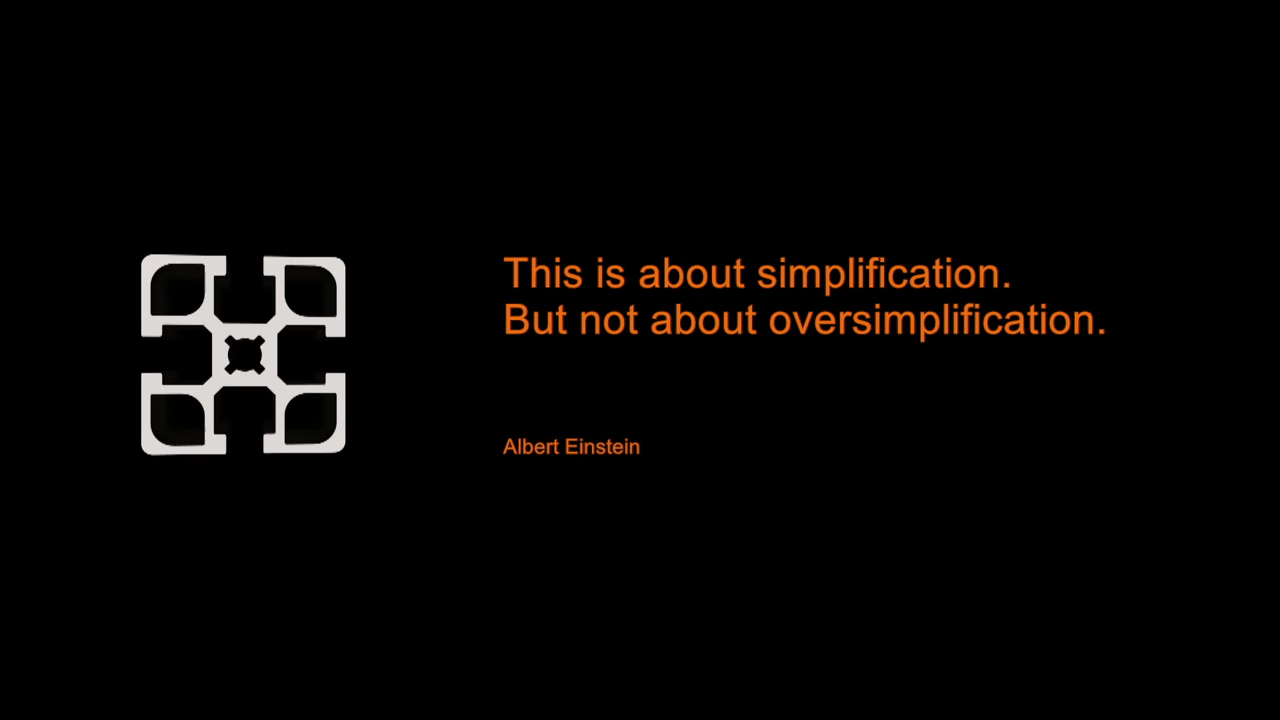 This is about simplification.
But not about oversimplification.
Albert Einstein